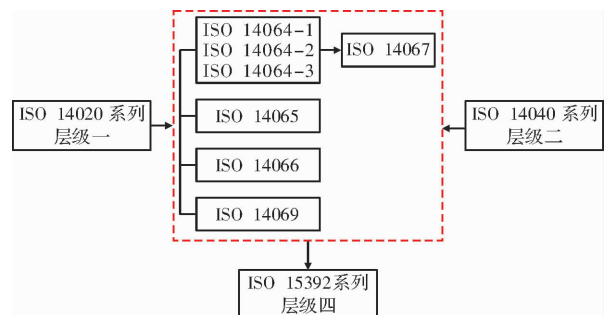 ISO 14064-1
ISO 14064-2
ISO 14064-3
ISO 14067
ISO 14020 系列
层级一
ISO 14065
ISO 14040 系列
层级二
ISO 14066
ISO 14069
ISO 15392系列
层级四